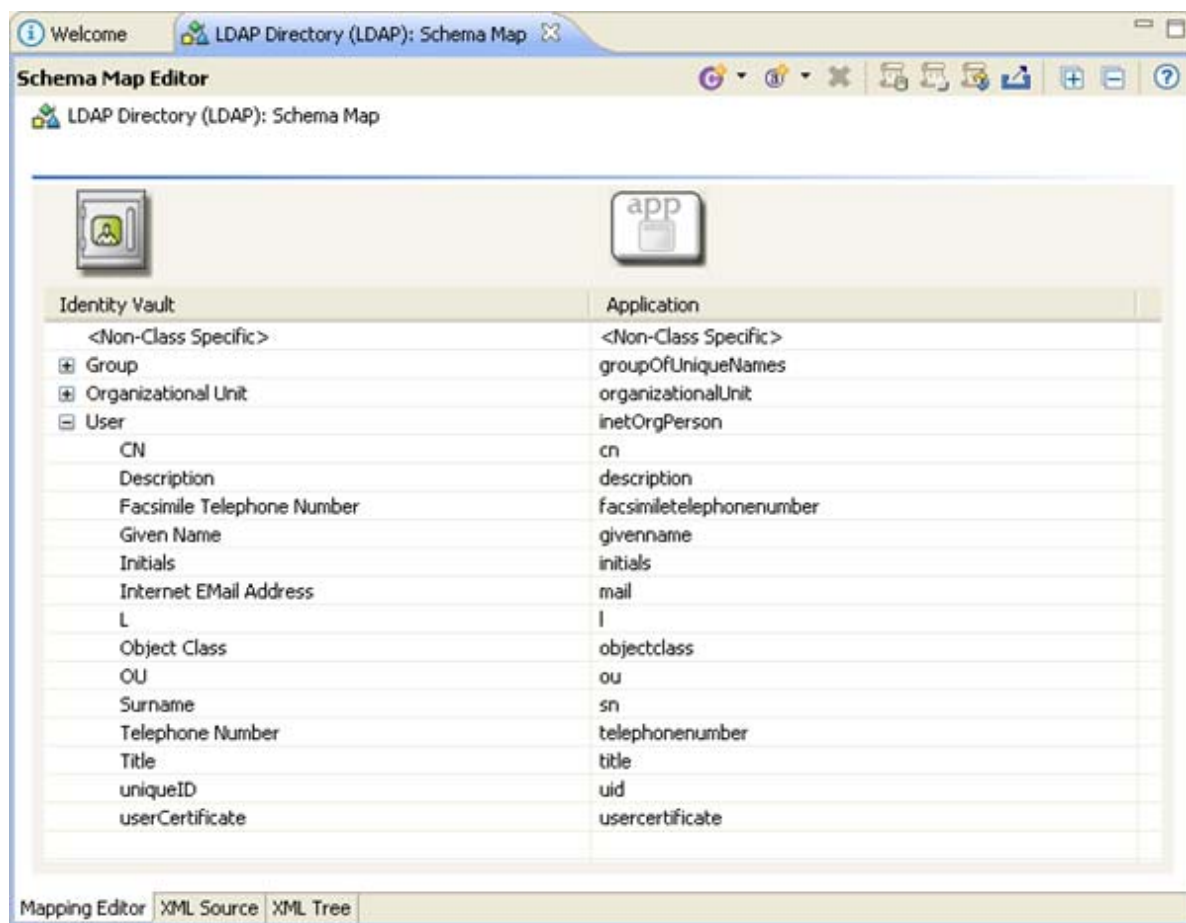 Welcome LDAP Directory (LDAP): Schema Map
Schema Map Editor
LDAP Directory (LDAP): Schema Map
app
Identity Vault Application
<Non-Class Specific> <Non-Class Specific>
Group groupOfUniqueNames
Organizational Unit organizationalUnit
User inetOrgPerson
CN cn
Description description
Facsimile Telephone Number facsimiletelephonenumber
Given Name givenname
Initials initials
Internet EMail Address mail
L l
Object Class objectclass
OU ou
Surname sn
Telephone Number telephonenumber
Title title
uniqueID uid
userCertificate usercertificate
Mapping Editor XML Source XML Tree